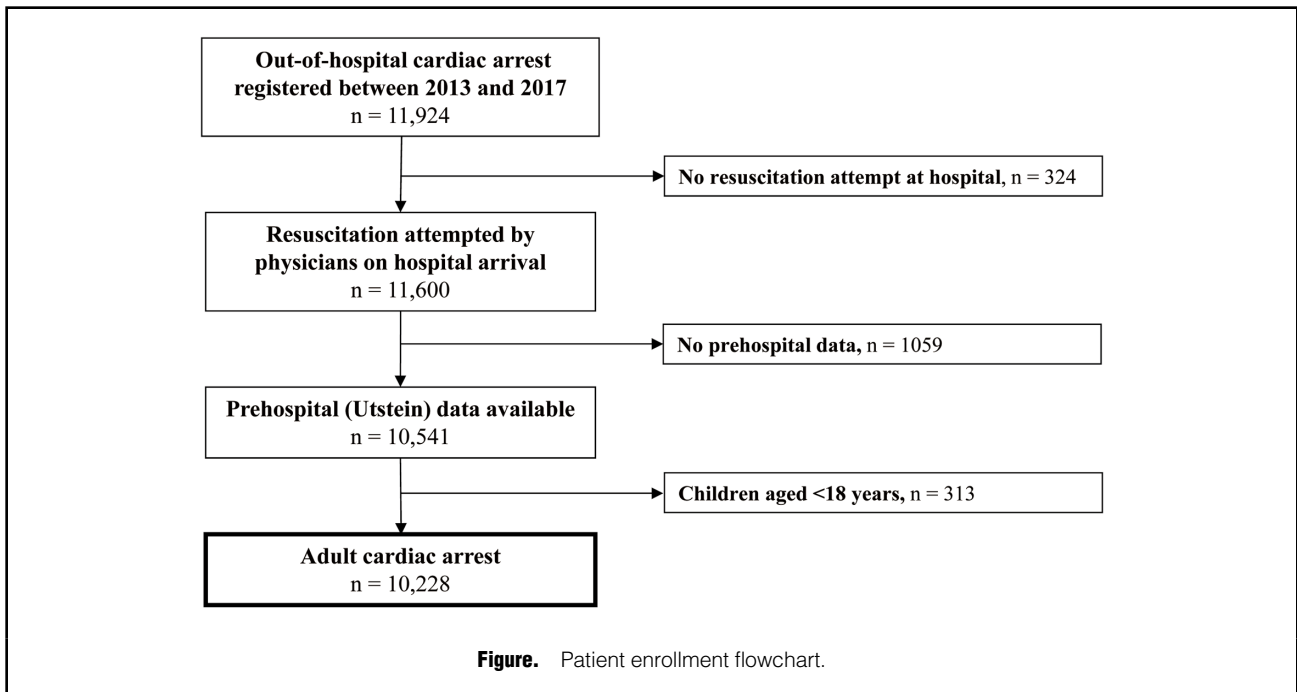 Out-of-hospital cardiac arrest
registered between 2013 and 2017
n = 11,924
No resuscitation attempt at hospital, n = 324
Resuscitation attempted by
physicians on hospital arrival
n = 11,600
No prehospital data, n = 1059
Prehospital (Utstein) data available
n = 10,541
Children aged <18 years, n = 313
Adult cardiac arrest
n = 10,228
Figure. Patient enrollment flowchart.